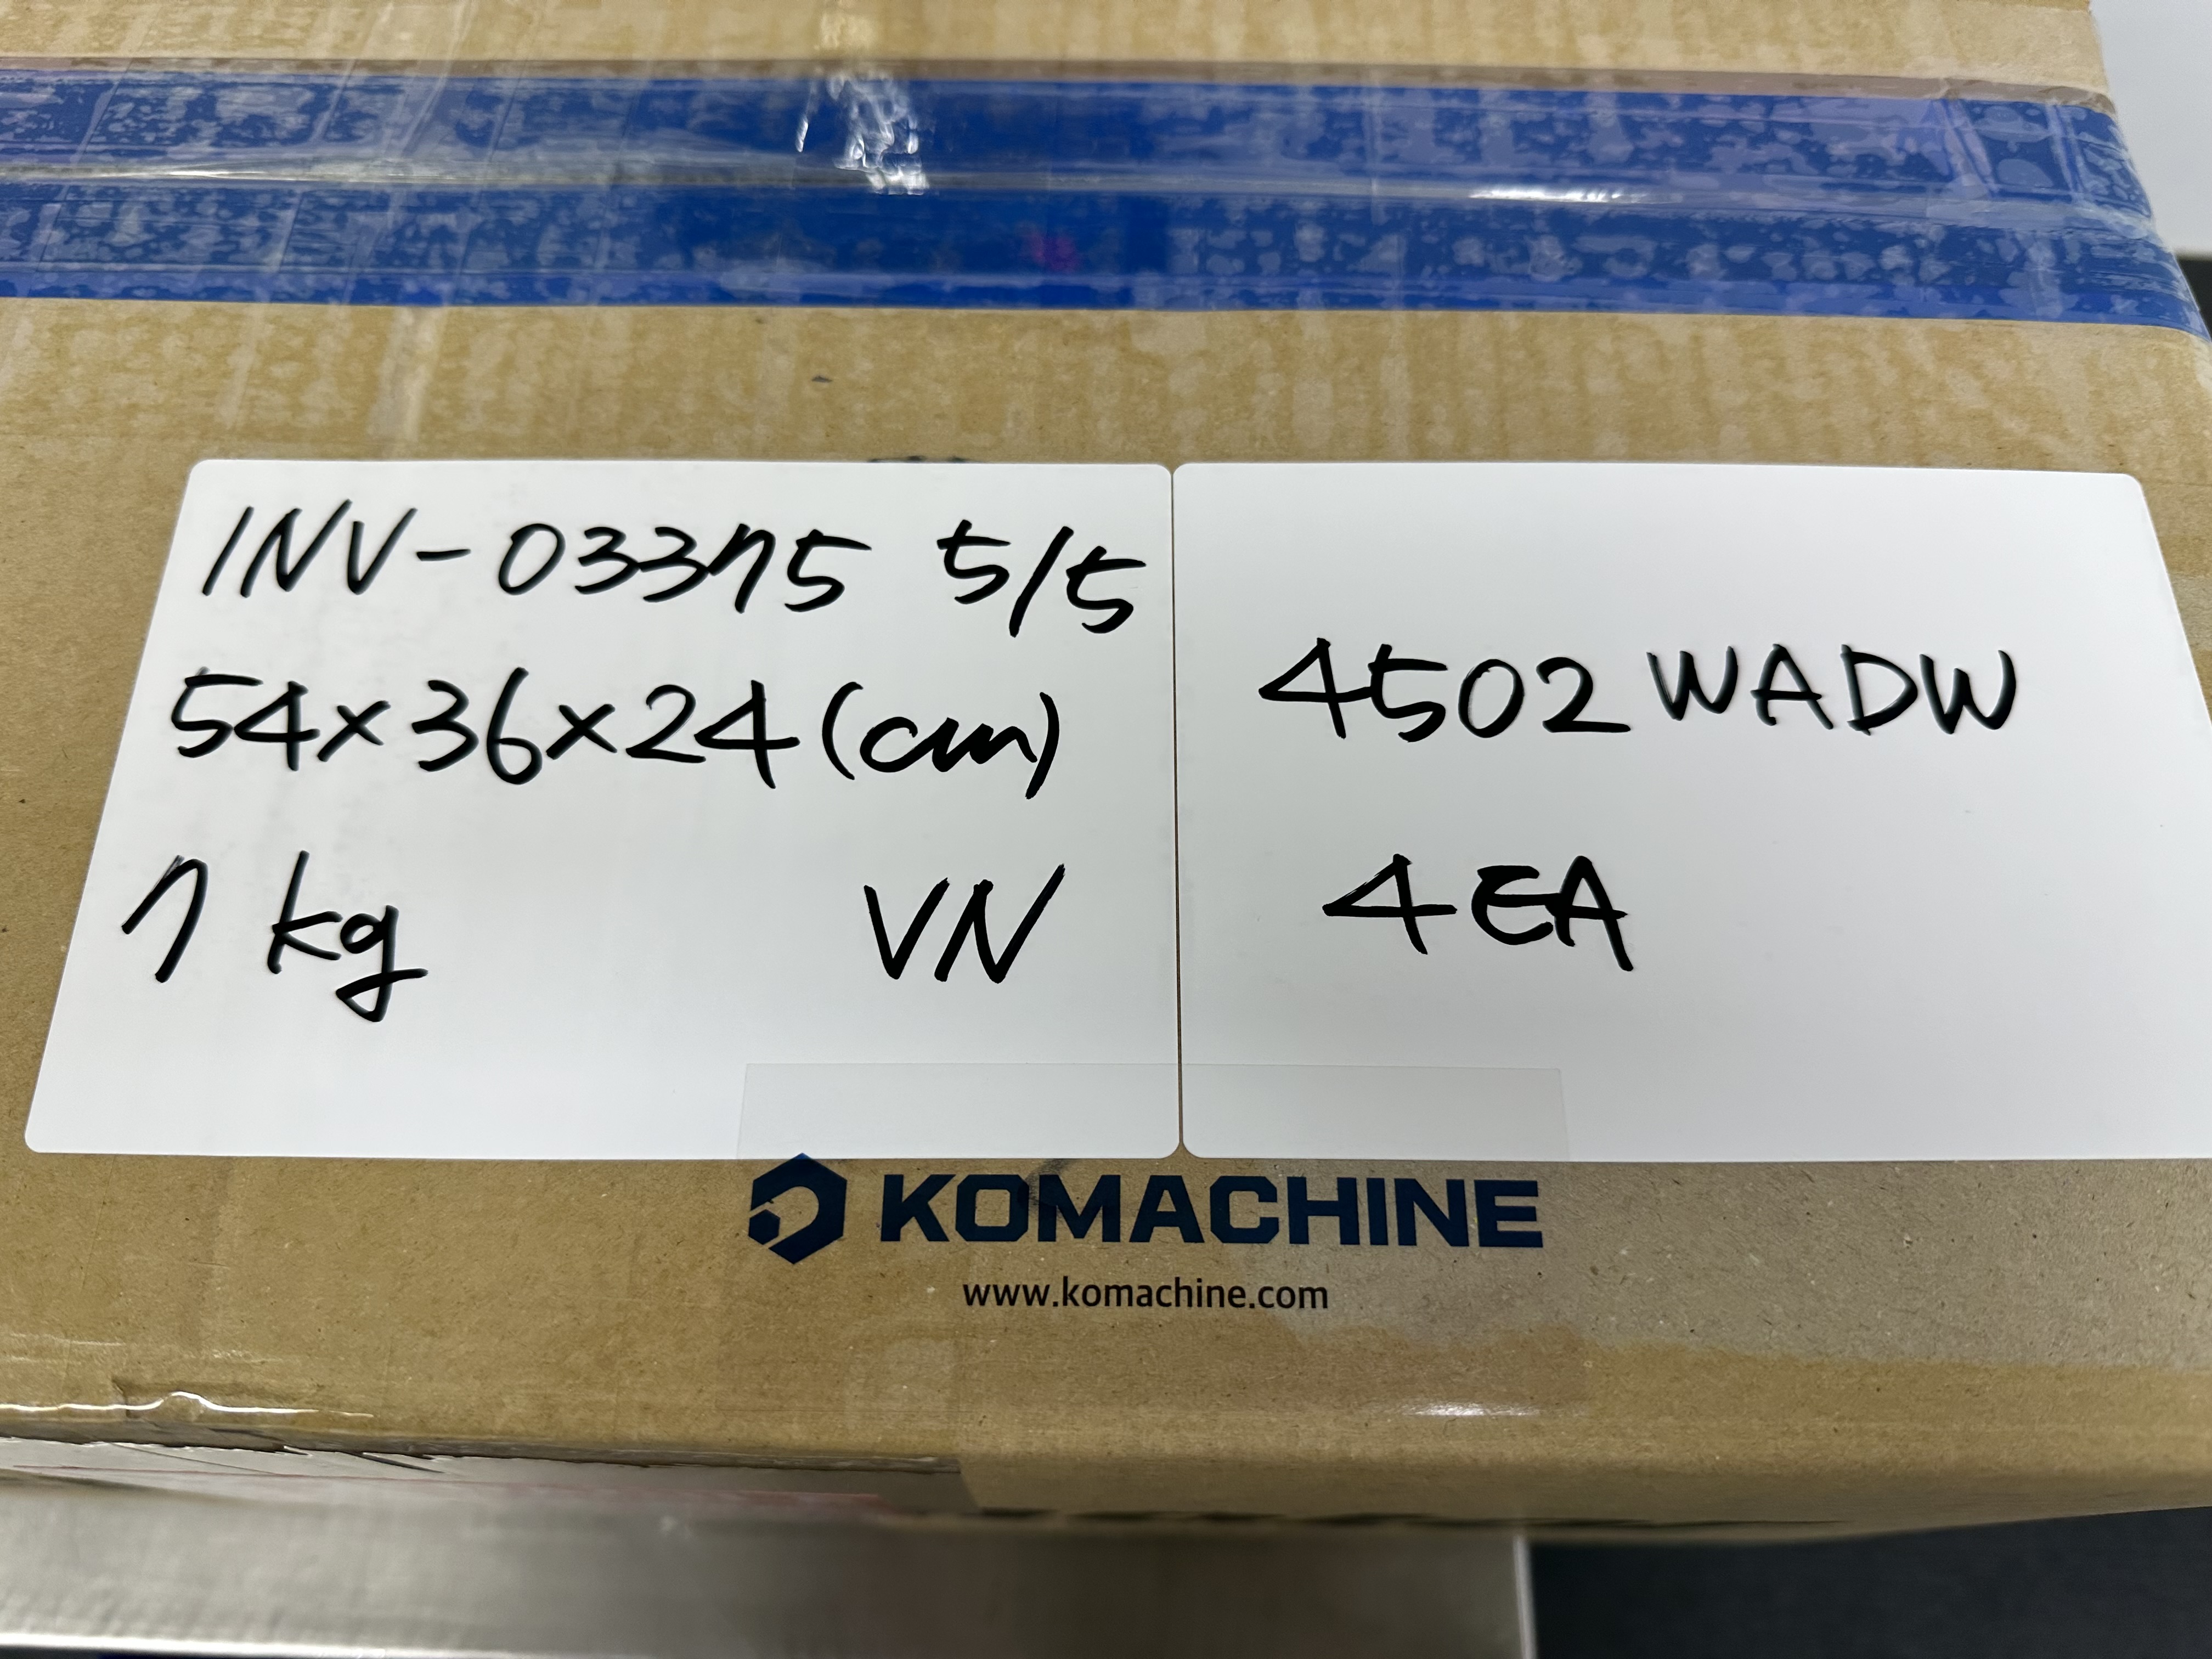 INV-03375 5/5
54x36x24(cm)
7 kg VN
4502WADW
4EA
KOMACHINE
www.komachine.com